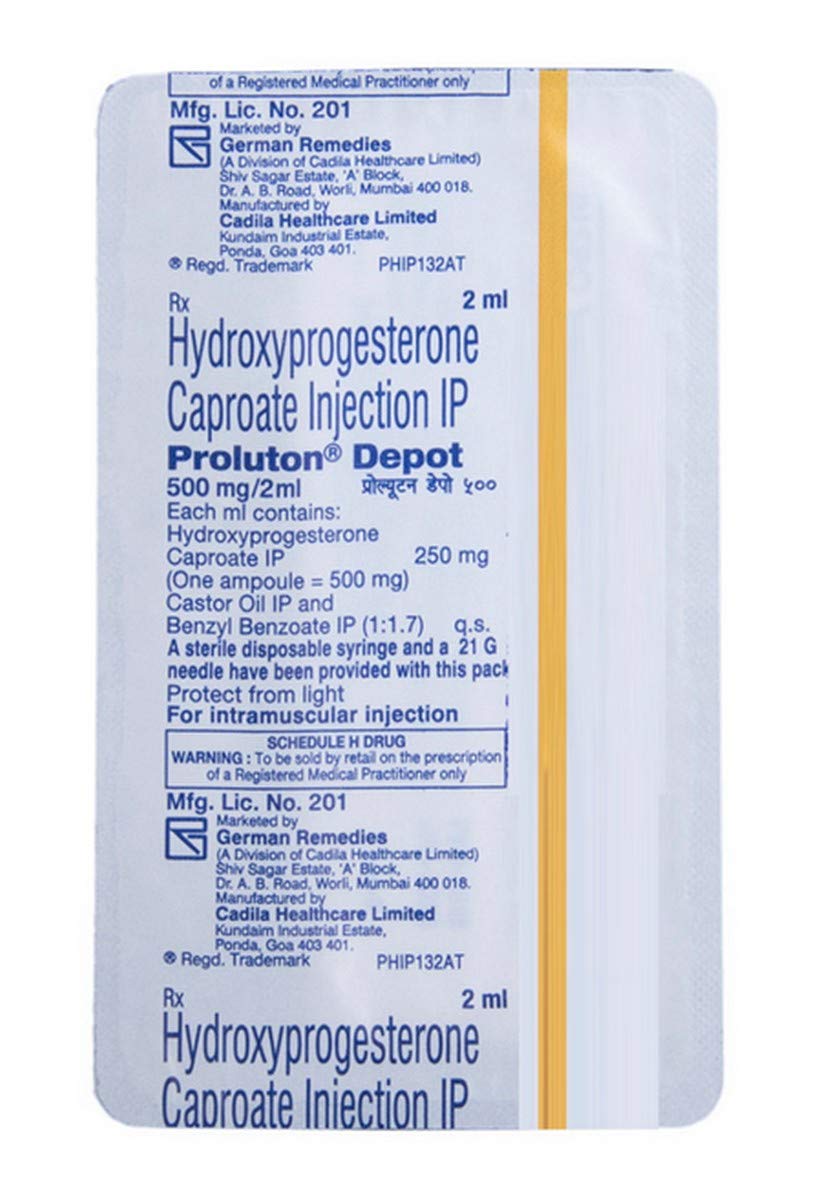 of a Registered Medical Practitioner only
Mfg. Lic. No. 201
Marketed by
German Remedies
(A Division of Cadila Healthcare Limited)
Shiv Sagar Estate, 'A' Block,
Dr. A. B. Road, Worli, Mumbai 400 018.
Manufactured by
Cadila Healthcare Limited
Kundaim Industrial Estate,
Ponda, Goa 403 401.
® Regd. Trademark PHIP132AT
Rx 2 ml
Hydroxyprogesterone
Caproate Injection IP
Proluton® Depot
500 mg/2ml प्रोल्यूटन डेपो ५००
Each ml contains:
Hydroxyprogesterone
Caproate IP 250 mg
(One ampoule = 500 mg)
Castor Oil IP and
Benzyl Benzoate IP (1:1.7) q.s.
A sterile disposable syringe and a 21 G
needle have been provided with this pack
Protect from light
For intramuscular injection
SCHEDULE H DRUG
WARNING : To be sold by retail on the prescription
of a Registered Medical Practitioner only
Mfg. Lic. No. 201
Marketed by
German Remedies
(A Division of Cadila Healthcare Limited)
Shiv Sagar Estate, 'A' Block,
Dr. A. B. Road, Worli, Mumbai 400 018.
Manufactured by
Cadila Healthcare Limited
Kundaim Industrial Estate,
Ponda, Goa 403 401.
® Regd. Trademark PHIP132AT
Rx 2 ml
Hydroxyprogesterone
Caproate Injection IP